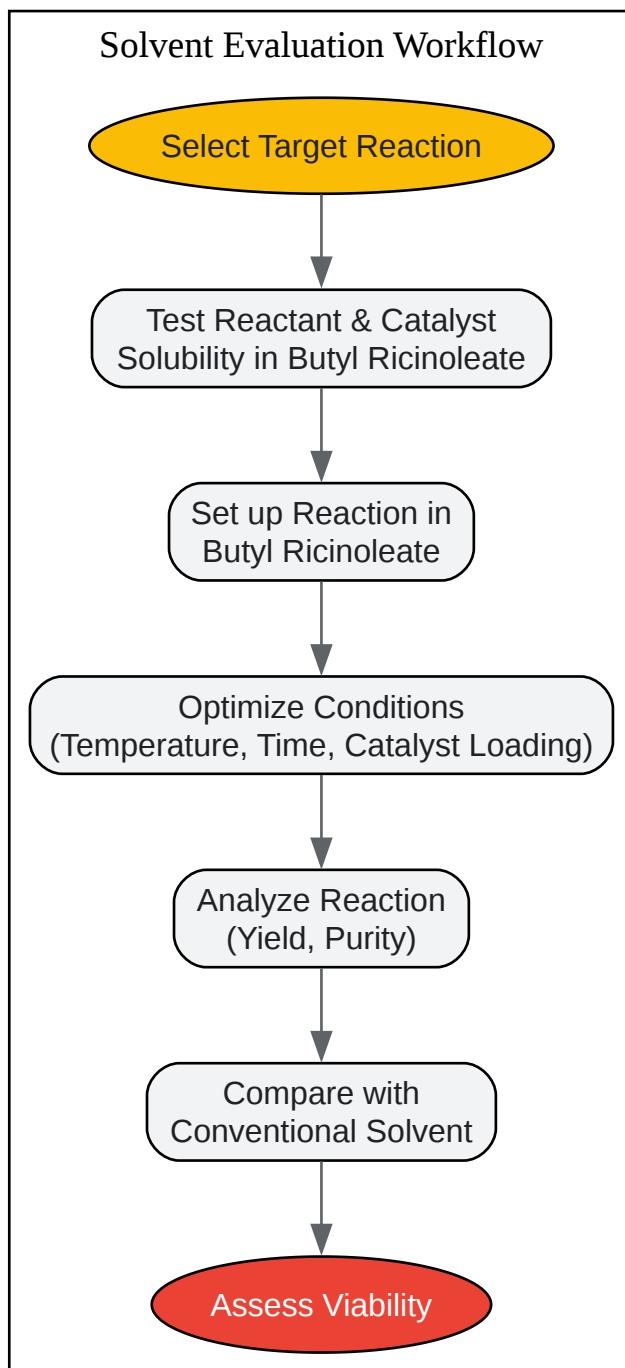 Solvent Evaluation Workflow
Select Target Reaction
Test Reactant & Catalyst
Solubility in Butyl Ricinoleate
Set up Reaction in
Butyl Ricinoleate
Optimize Conditions
(Temperature, Time, Catalyst Loading)
Analyze Reaction
(Yield, Purity)
Compare with
Conventional Solvent
Assess Viability